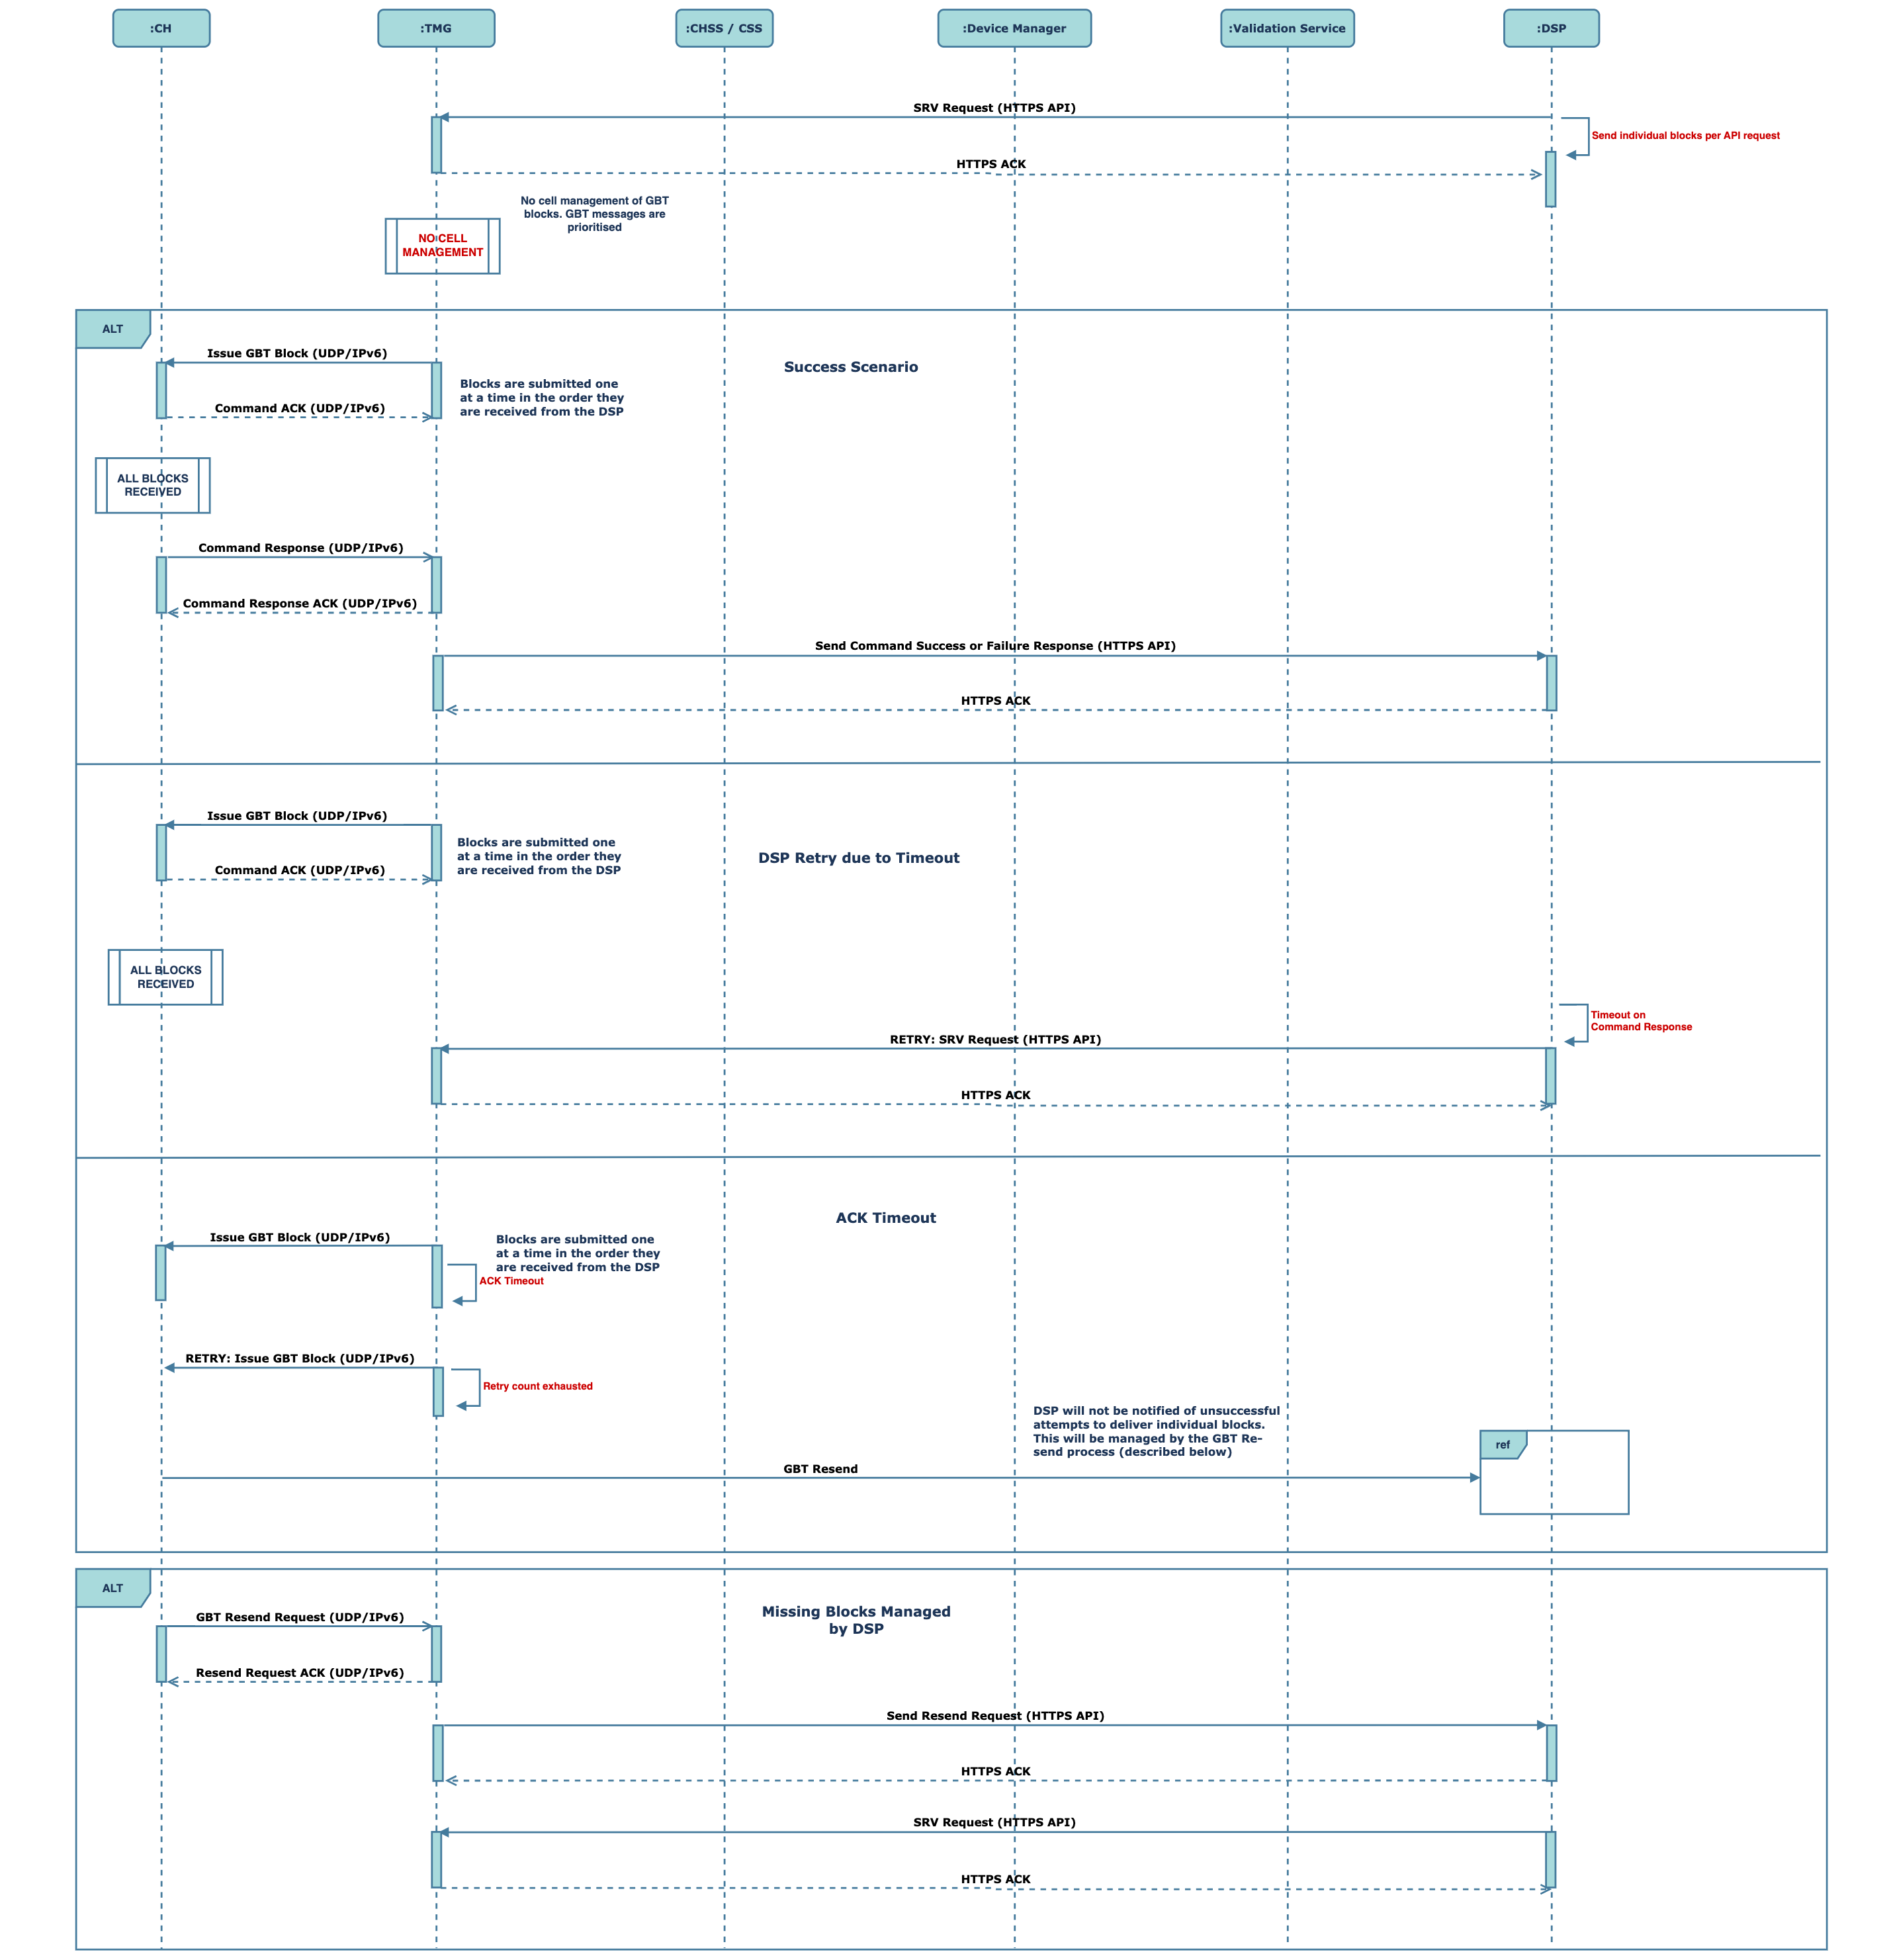 :CH
:TMG
:CHSS / CSS
:Device Manager
:Validation Service
:DSP
SRV Request (HTTPS API)
Send individual blocks per API request
HTTPS ACK
No cell management of GBT
blocks. GBT messages are
prioritised
NO CELL
MANAGEMENT
ALT
Issue GBT Block (UDP/IPv6)
Success Scenario
Blocks are submitted one
at a time in the order they
are received from the DSP
Command ACK (UDP/IPv6)
ALL BLOCKS
RECEIVED
Command Response (UDP/IPv6)
Command Response ACK (UDP/IPv6)
Send Command Success or Failure Response (HTTPS API)
HTTPS ACK
Issue GBT Block (UDP/IPv6)
Blocks are submitted one
at a time in the order they
are received from the DSP
DSP Retry due to Timeout
Command ACK (UDP/IPv6)
ALL BLOCKS
RECEIVED
Timeout on
Command Response
RETRY: SRV Request (HTTPS API)
HTTPS ACK
ACK Timeout
Issue GBT Block (UDP/IPv6)
Blocks are submitted one
at a time in the order they
are received from the DSP
ACK Timeout
RETRY: Issue GBT Block (UDP/IPv6)
Retry count exhausted
DSP will not be notified of unsuccessful
attempts to deliver individual blocks.
This will be managed by the GBT Re-
send process (described below)
ref
GBT Resend
ALT
GBT Resend Request (UDP/IPv6)
Missing Blocks Managed
by DSP
Resend Request ACK (UDP/IPv6)
Send Resend Request (HTTPS API)
HTTPS ACK
SRV Request (HTTPS API)
HTTPS ACK